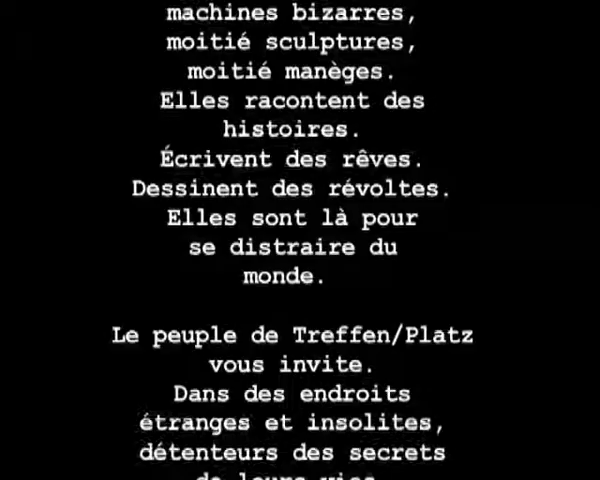 machines bizarres,
moitié sculptures,
moitié manèges.
Elles racontent des
histoires.
Écrivent des rêves.
Dessinent des révoltes.
Elles sont là pour
se distraire du
monde.
Le peuple de Treffen/Platz
vous invite.
Dans des endroits
étranges et insolites,
détenteurs des secrets
de leurs vies